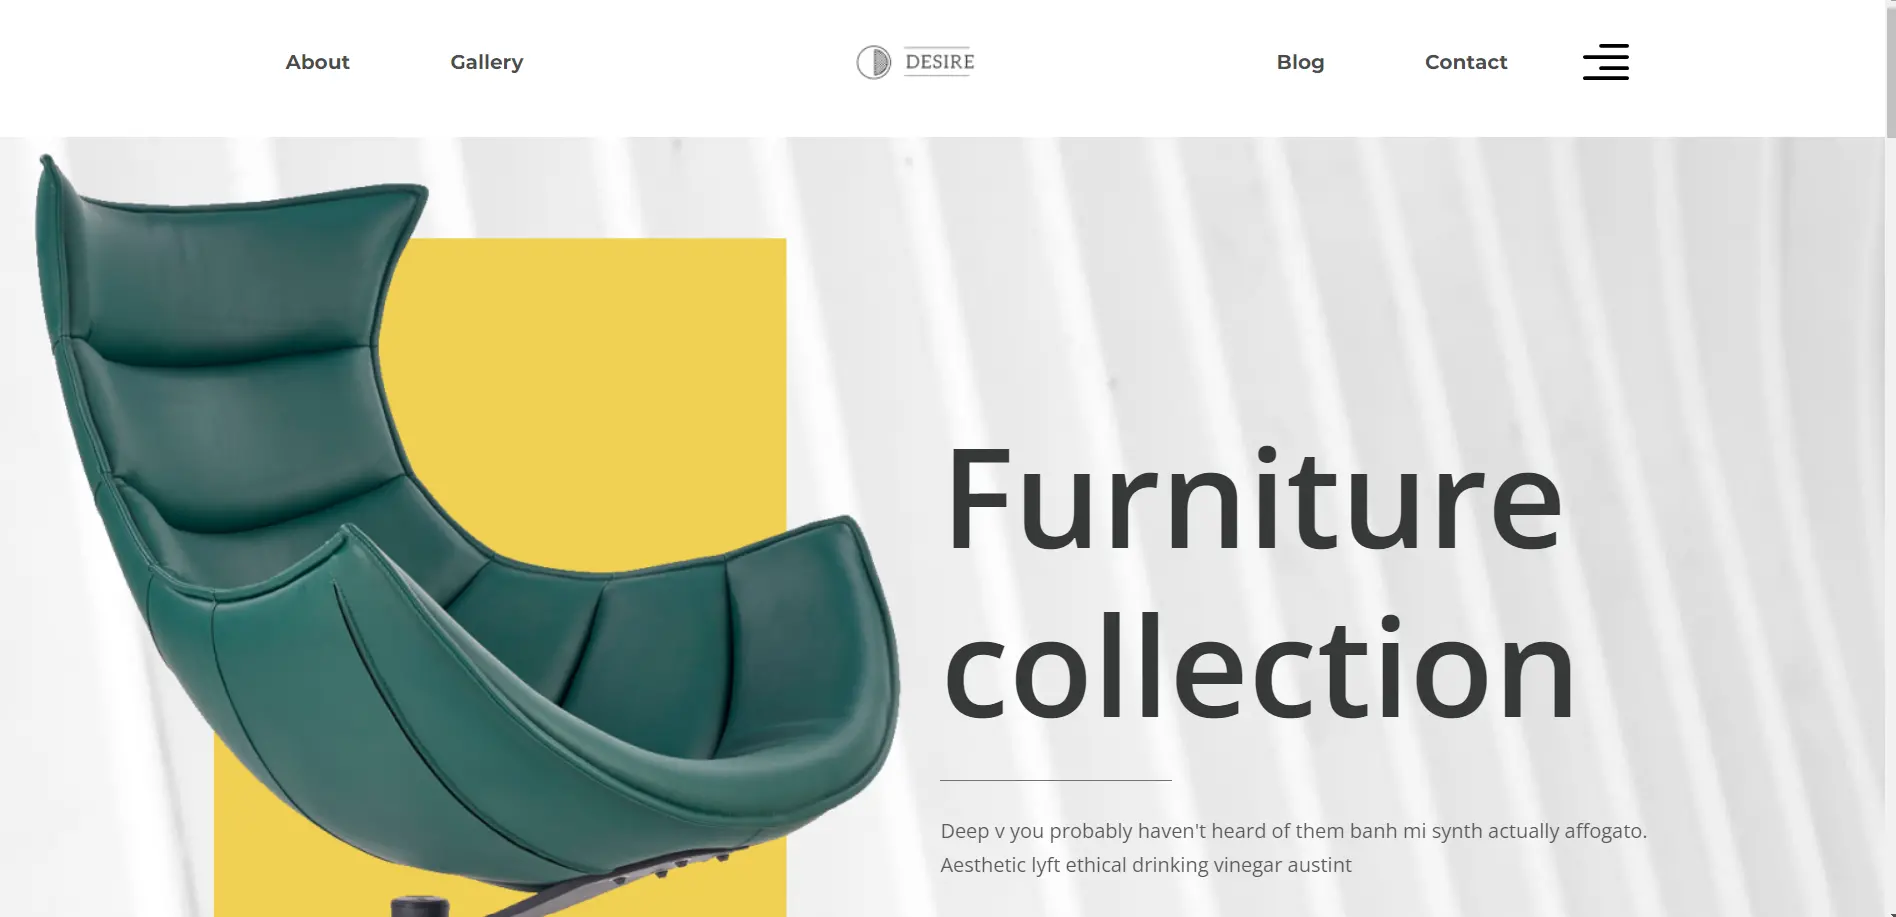 About
Gallery
DESIRE
Blog
Contact
Furniture
collection
Deep v you probably haven't heard of them banh mi synth actually affogato.
Aesthetic lyft ethical drinking vinegar austint